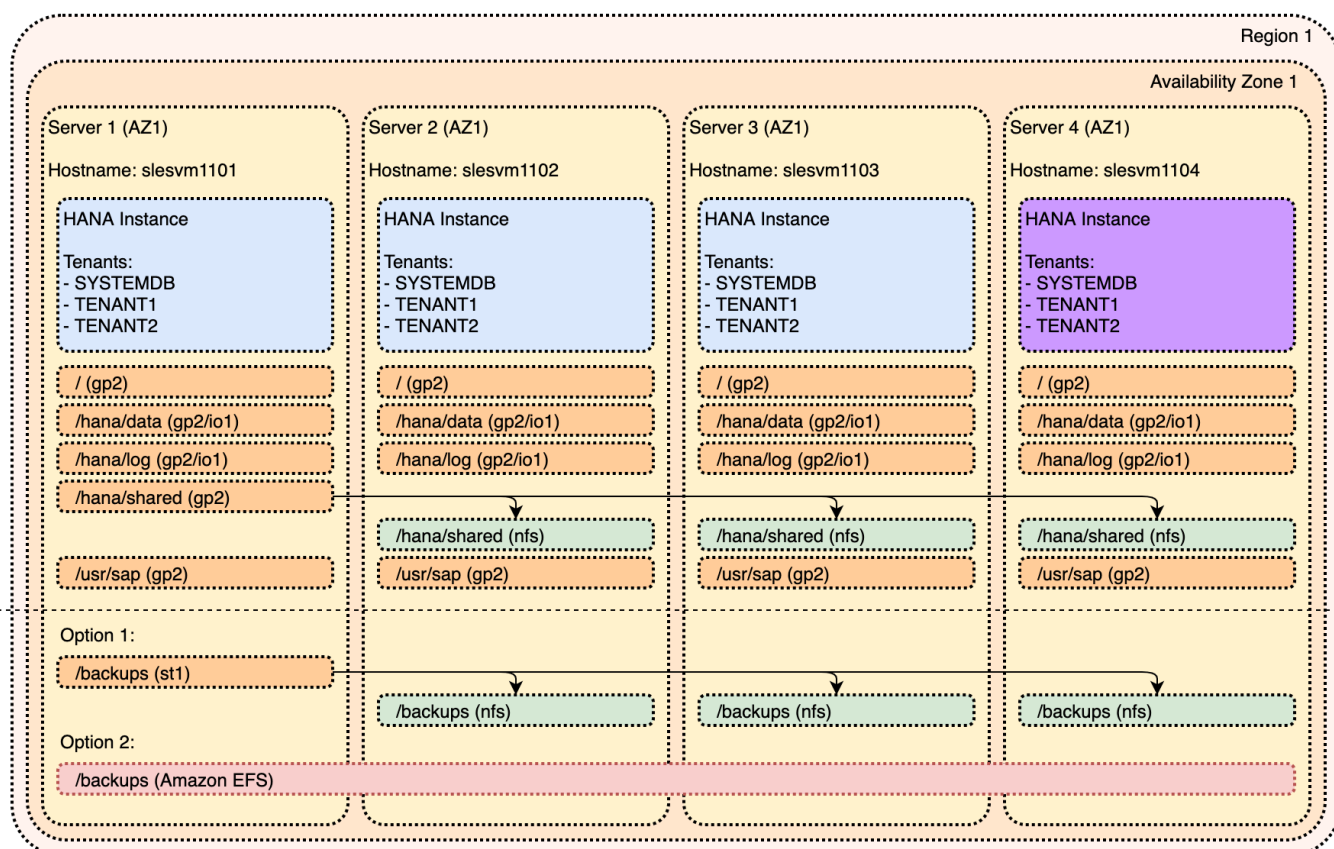 Region 1
Availability Zone 1
Server 1 (AZ1)
Hostname: slesvm1101
HANA Instance
Tenants:
- SYSTEMDB
- TENANT1
- TENANT2
/ (gp2)
/hana/data (gp2/io1)
/hana/log (gp2/io1)
/hana/shared (gp2)
/usr/sap (gp2)
Option 1:
/backups (st1)
Option 2:
/backups (Amazon EFS)
Server 2 (AZ1)
Hostname: slesvm1102
HANA Instance
Tenants:
- SYSTEMDB
- TENANT1
- TENANT2
/ (gp2)
/hana/data (gp2/io1)
/hana/log (gp2/io1)
/hana/shared (nfs)
/usr/sap (gp2)
/backups (nfs)
Server 3 (AZ1)
Hostname: slesvm1103
HANA Instance
Tenants:
- SYSTEMDB
- TENANT1
- TENANT2
/ (gp2)
/hana/data (gp2/io1)
/hana/log (gp2/io1)
/hana/shared (nfs)
/usr/sap (gp2)
/backups (nfs)
Server 4 (AZ1)
Hostname: slesvm1104
HANA Instance
Tenants:
- SYSTEMDB
- TENANT1
- TENANT2
/ (gp2)
/hana/data (gp2/io1)
/hana/log (gp2/io1)
/hana/shared (nfs)
/usr/sap (gp2)
/backups (nfs)